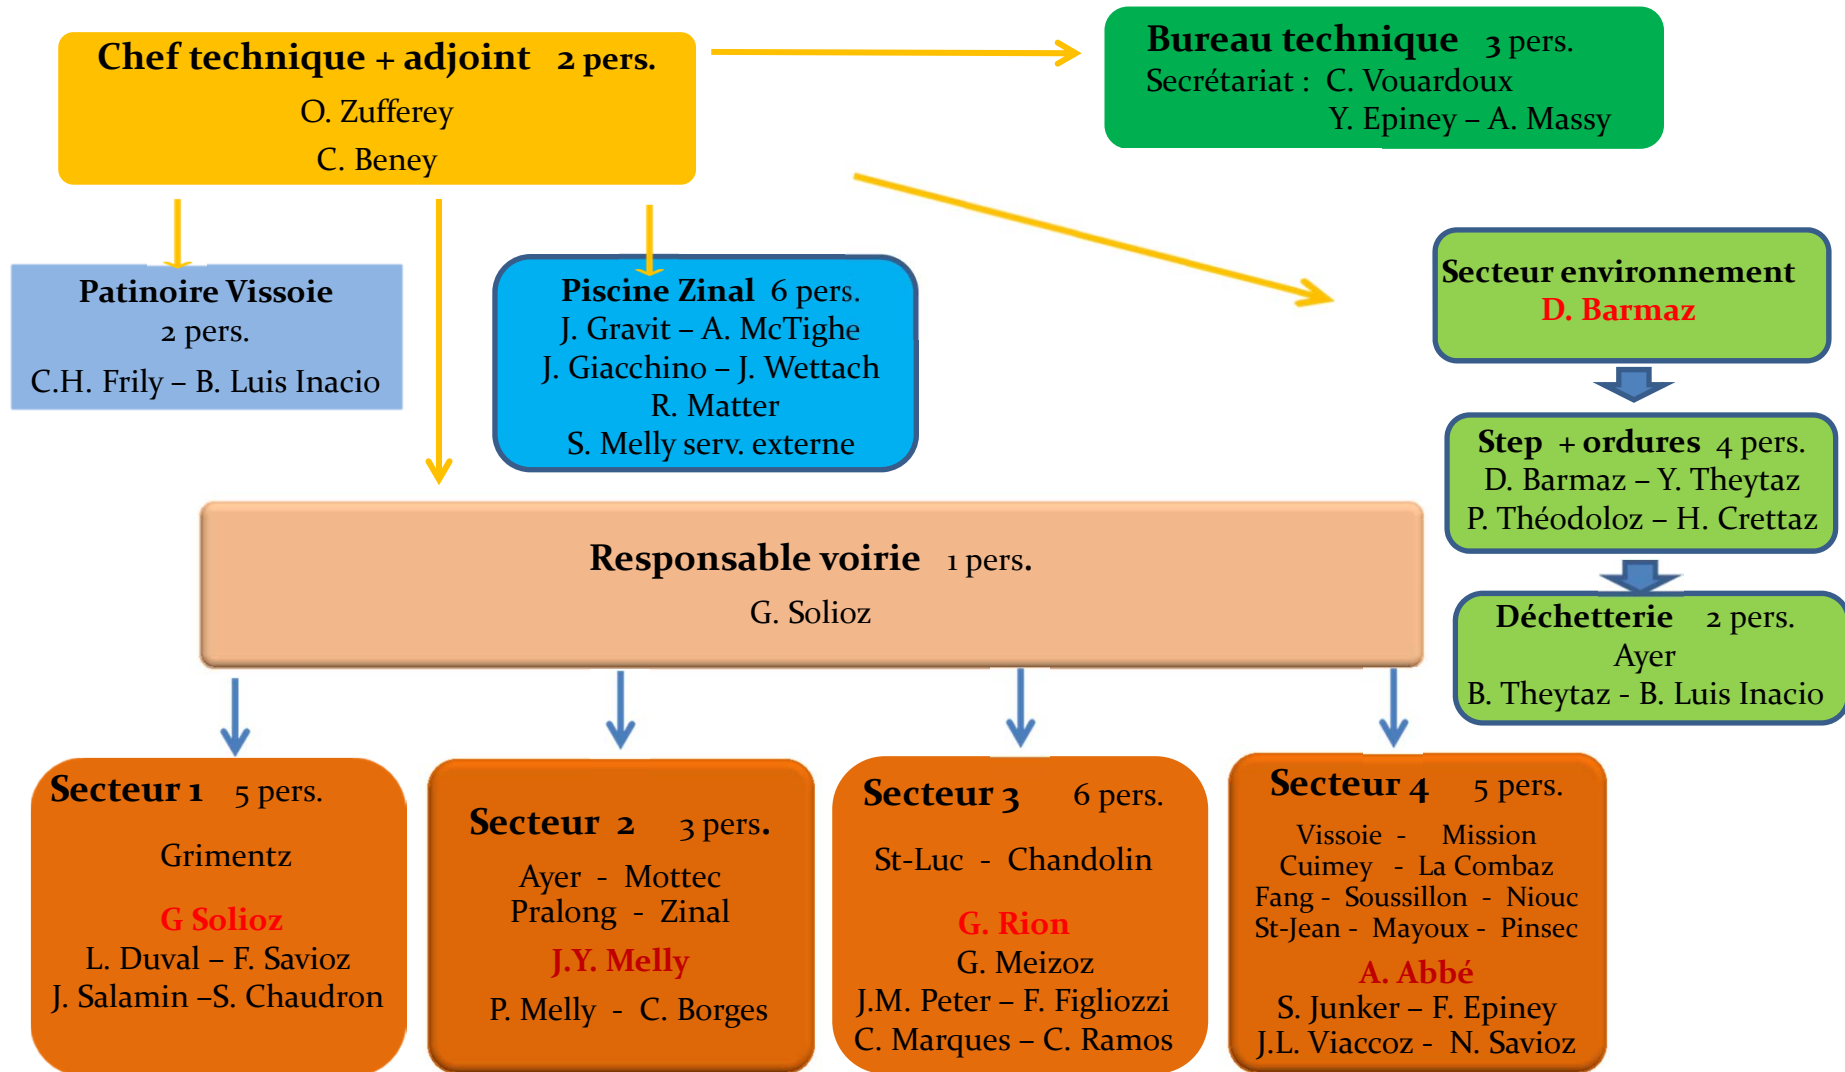 Chef technique + adjoint 2 pers.
O. Zufferey
C. Beney
Bureau technique 3 pers.
Secrétariat : C. Vouardoux
Y. Epiney – A. Massy
Patinoire Vissoie
2 pers.
C.H. Frily – B. Luis Inacio
Piscine Zinal 6 pers.
J. Gravit – A. McTighe
J. Giacchino – J. Wettach
R. Matter
S. Melly serv. externe
Secteur environnement
D. Barmaz
Step + ordures 4 pers.
D. Barmaz – Y. Theytaz
P. Théodoloz – H. Crettaz
Déchetterie 2 pers.
Ayer
B. Theytaz - B. Luis Inacio
Responsable voirie 1 pers.
G. Solioz
Secteur 1 5 pers.
Grimentz
G Solioz
L. Duval – F. Savioz
J. Salamin –S. Chaudron
Secteur 2 3 pers.
Ayer - Mottec
Pralong - Zinal
J.Y. Melly
P. Melly - C. Borges
Secteur 3 6 pers.
St-Luc - Chandolin
G. Rion
G. Meizoz
J.M. Peter – F. Figliozzi
C. Marques – C. Ramos
Secteur 4 5 pers.
Vissoie - Mission
Cuimey - La Combaz
Fang - Soussillon - Niouc
St-Jean - Mayoux - Pinsec
A. Abbé
S. Junker – F. Epiney
J.L. Viaccoz - N. Savioz